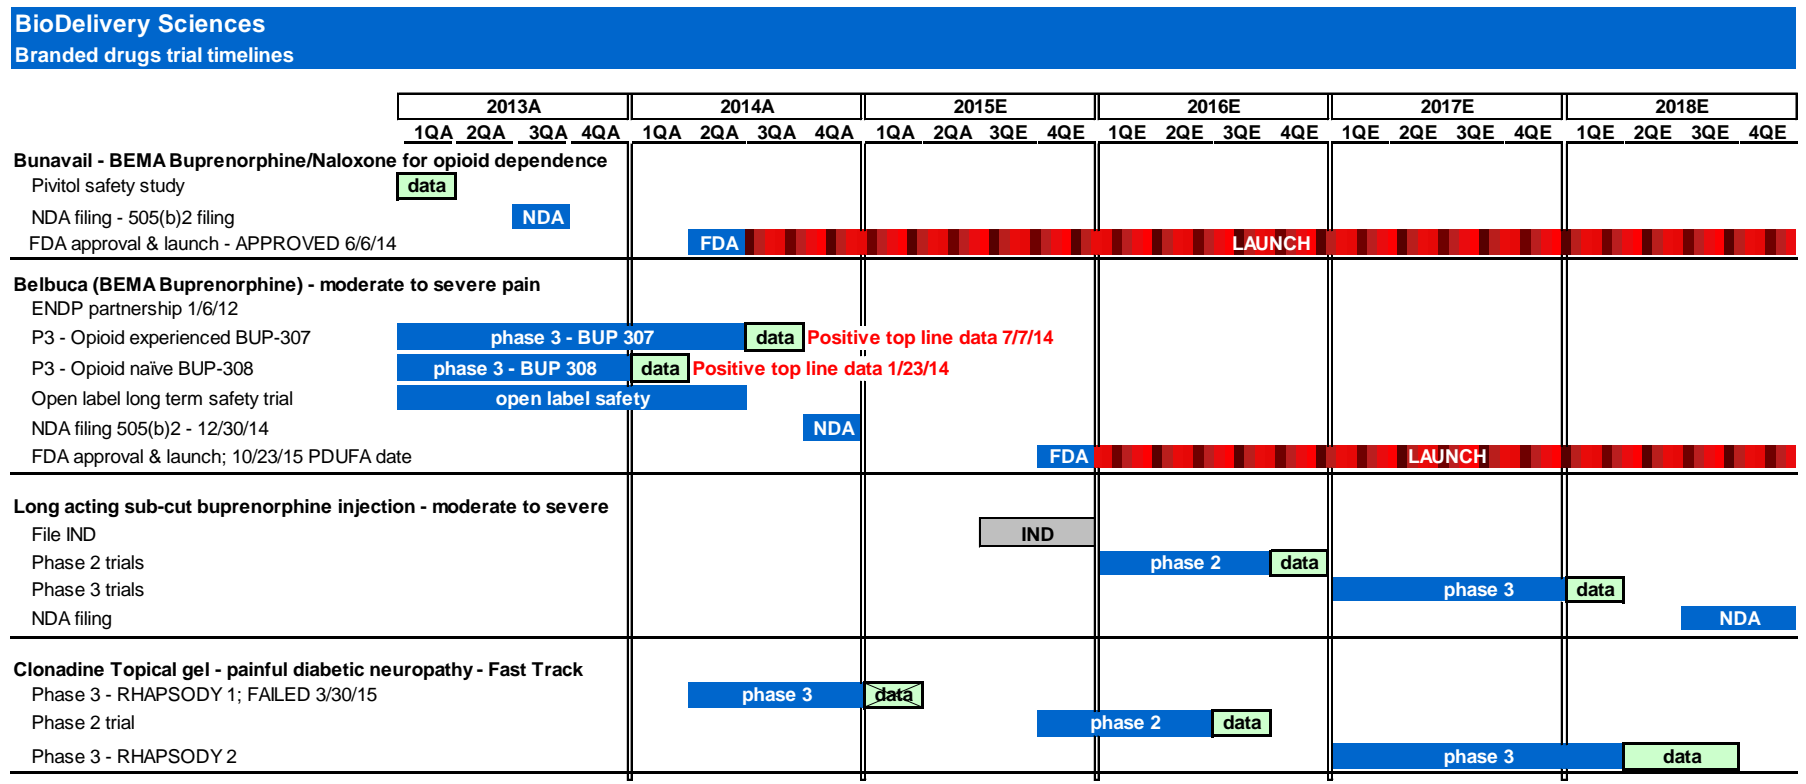 BioDelivery Sciences
Branded drugs trial timelines
2013A 2014A 2015E 2016E 2017E 2018E
1QA 2QA 3QA 4QA 1QA 2QA 3QA 4QA 1QA 2QA 3QE 4QE 1QE 2QE 3QE 4QE 1QE 2QE 3QE 4QE 1QE 2QE 3QE 4QE
Bunavail - BEMA Buprenorphine/Naloxone for opioid dependence
Pivitol safety study data
NDA filing - 505(b)2 filing NDA
FDA approval & launch - APPROVED 6/6/14 FDA LAUNCH
Belbuca (BEMA Buprenorphine) - moderate to severe pain
ENDP partnership 1/6/12
P3 - Opioid experienced BUP-307 phase 3 - BUP 307 data Positive top line data 7/7/14
P3 - Opioid naïve BUP-308 phase 3 - BUP 308 data Positive top line data 1/23/14
Open label long term safety trial open label safety
NDA filing 505(b)2 - 12/30/14 NDA
FDA approval & launch; 10/23/15 PDUFA date FDA LAUNCH
Long acting sub-cut buprenorphine injection - moderate to severe
File IND IND
Phase 2 trials phase 2 data
Phase 3 trials phase 3 data
NDA filing NDA
Clonadine Topical gel - painful diabetic neuropathy - Fast Track
Phase 3 - RHAPSODY 1; FAILED 3/30/15 phase 3 data
Phase 2 trial phase 2 data
Phase 3 - RHAPSODY 2 phase 3 data